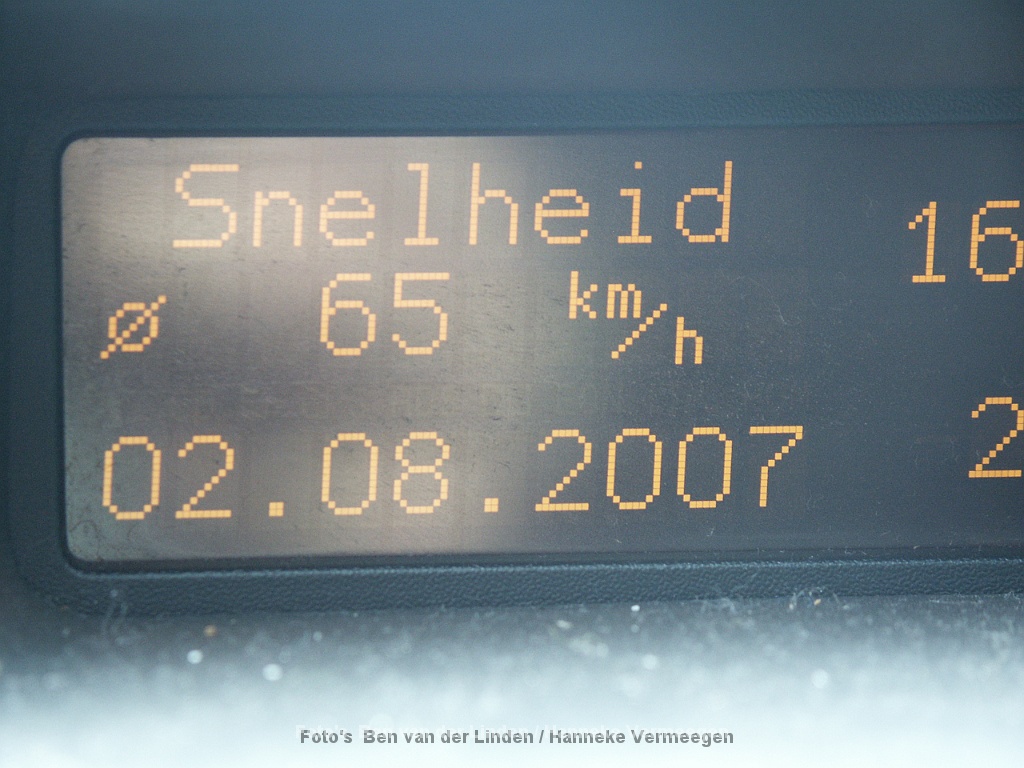 Snelheid 16
ø 65 km/h
02.08.2007 2
Foto's Ben van der Linden / Hanneke Vermeegen